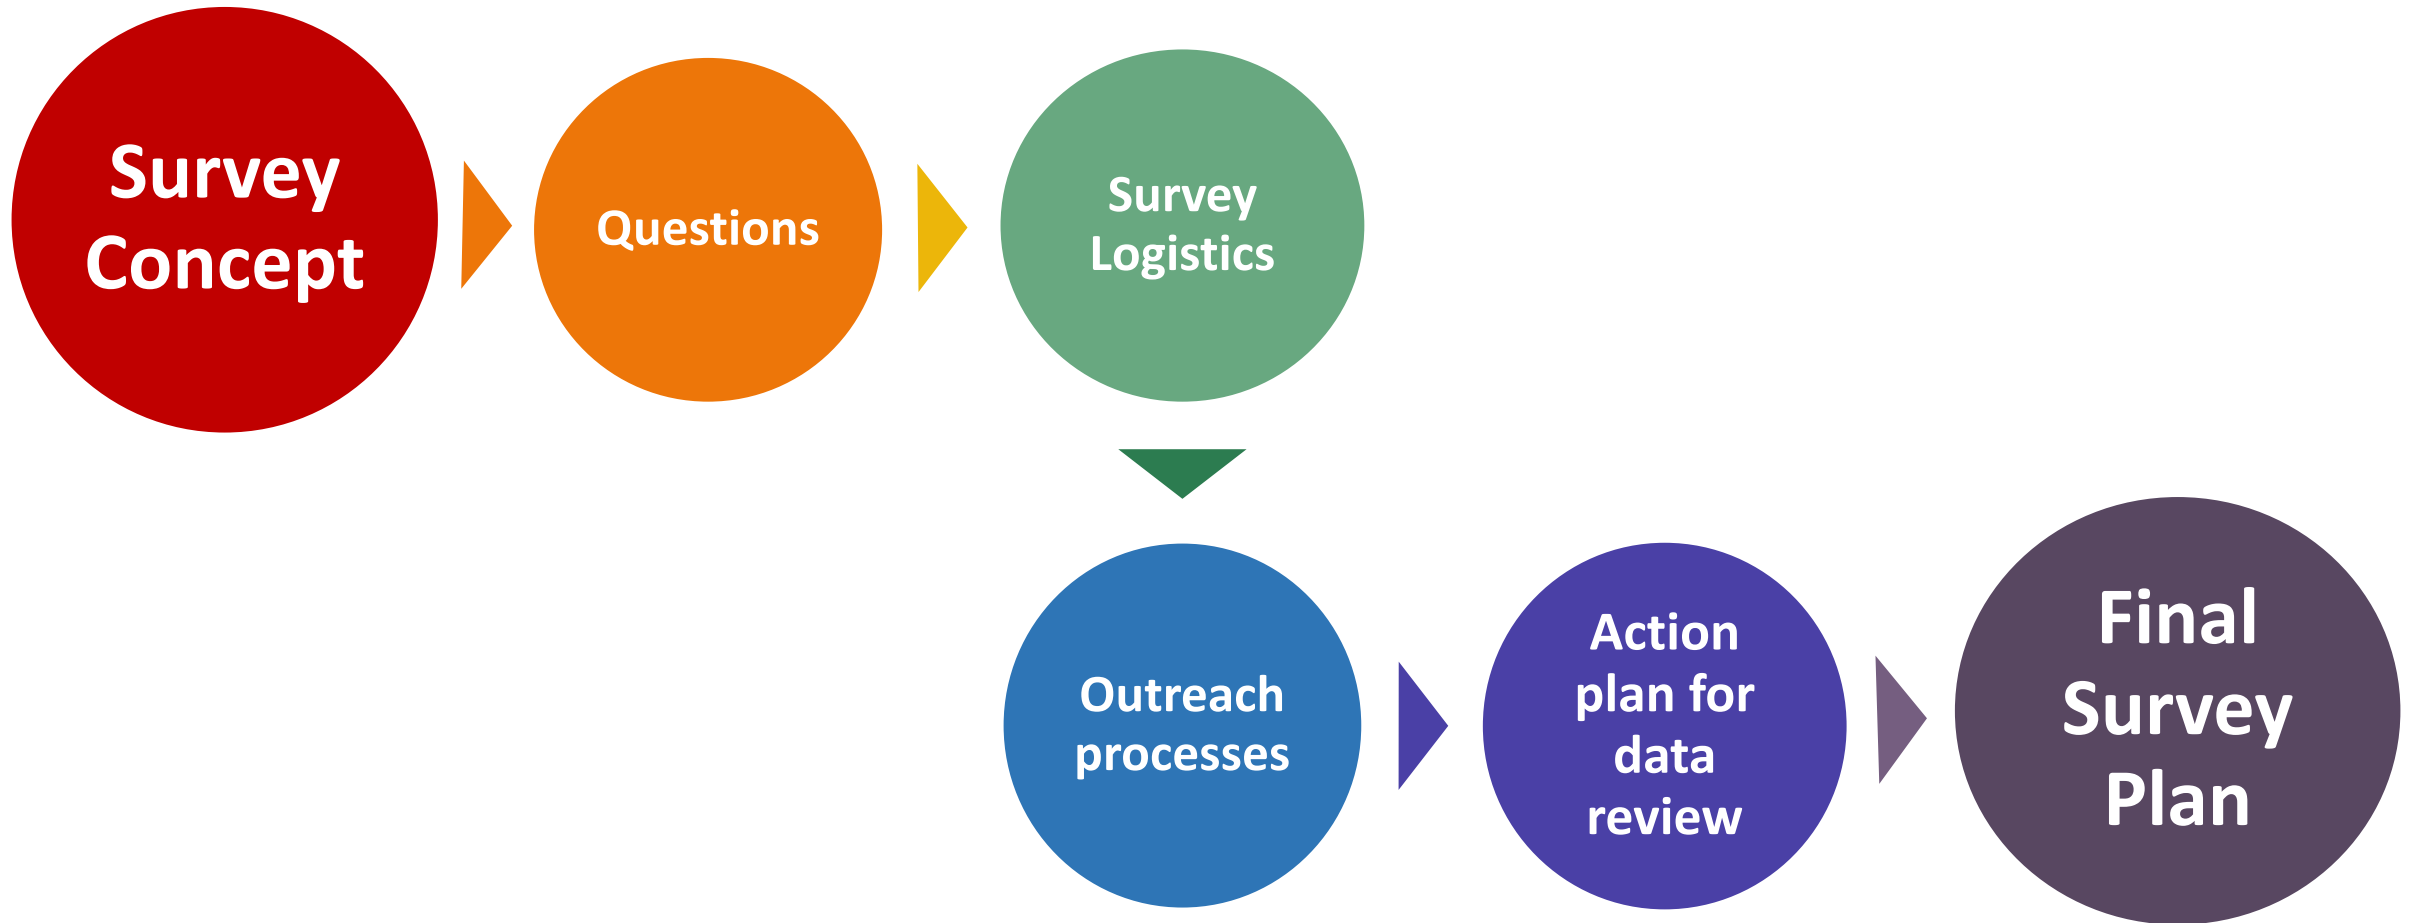 Survey
Concept
Questions
Survey
Logistics
Outreach
processes
Action
plan for
data
review
Final
Survey
Plan